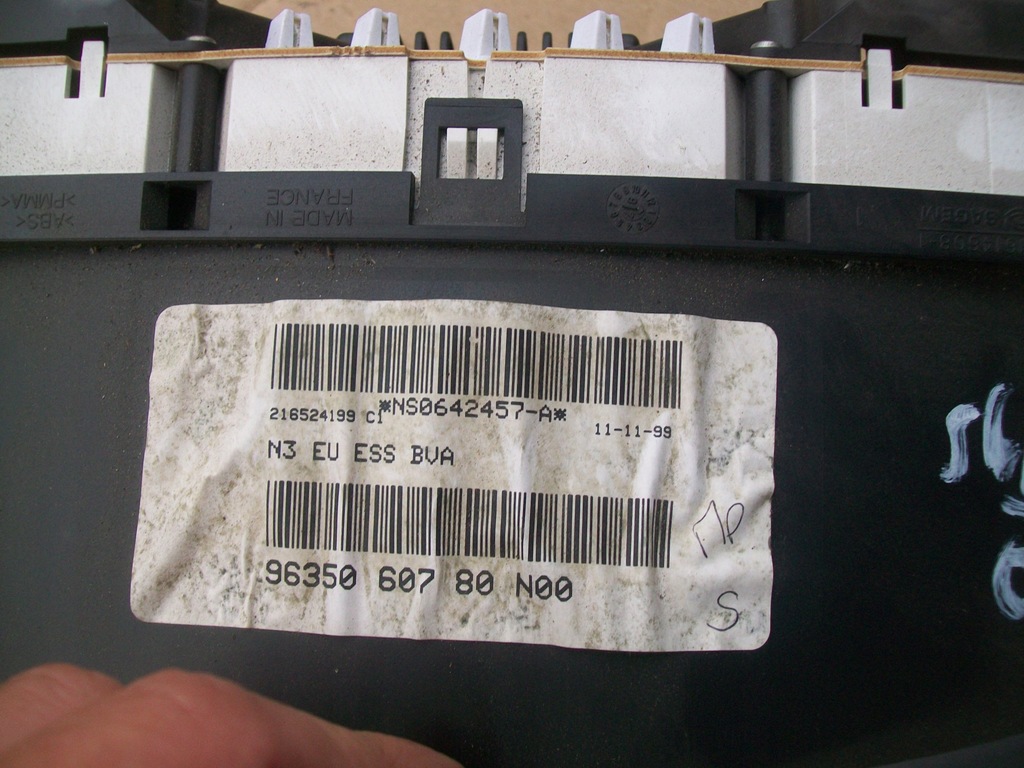 >ABS<
>PMMA<
MADE IN
FRANCE
SAGEM
*NS0642457-A*
216524199 C1
11-11-99
N3 EU ESS BVA
96350 607 80 N00
S